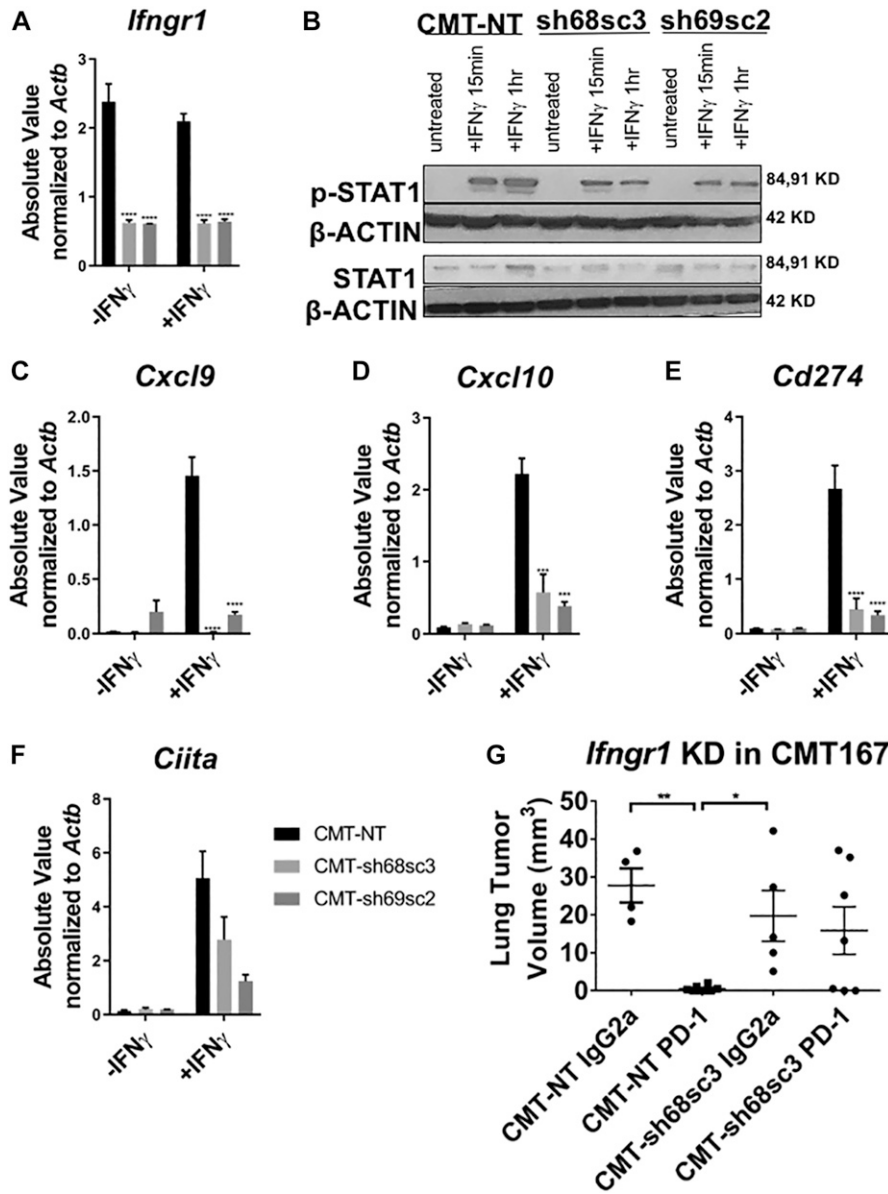 A
Ifngr1
Absolute Value
normalized to Actb
3
2
1
0
**** ****
**** ****
-IFNγ
+IFNγ
B
CMT-NT sh68sc3 sh69sc2
untreated
+IFNγ 15min
+IFNγ 1hr
untreated
+IFNγ 15min
+IFNγ 1hr
untreated
+IFNγ 15min
+IFNγ 1hr
p-STAT1
84,91 KD
β-ACTIN
42 KD
STAT1
84,91 KD
β-ACTIN
42 KD
C
Cxcl9
Absolute Value
normalized to Actb
2.0
1.5
1.0
0.5
0.0
**** ****
-IFNγ
+IFNγ
D
Cxcl10
Absolute Value
normalized to Actb
3
2
1
0
*** ***
-IFNγ
+IFNγ
E
Cd274
Absolute Value
normalized to Actb
4
3
2
1
0
**** ****
-IFNγ
+IFNγ
F
Ciita
Absolute Value
normalized to Actb
8
6
4
2
0
-IFNγ
+IFNγ
CMT-NT
CMT-sh68sc3
CMT-sh69sc2
G
Ifngr1 KD in CMT167
Lung Tumor
Volume (mm3)
50
40
30
20
10
0
** *
CMT-NT IgG2a
CMT-NT PD-1
CMT-sh68sc3 IgG2a
CMT-sh68sc3 PD-1